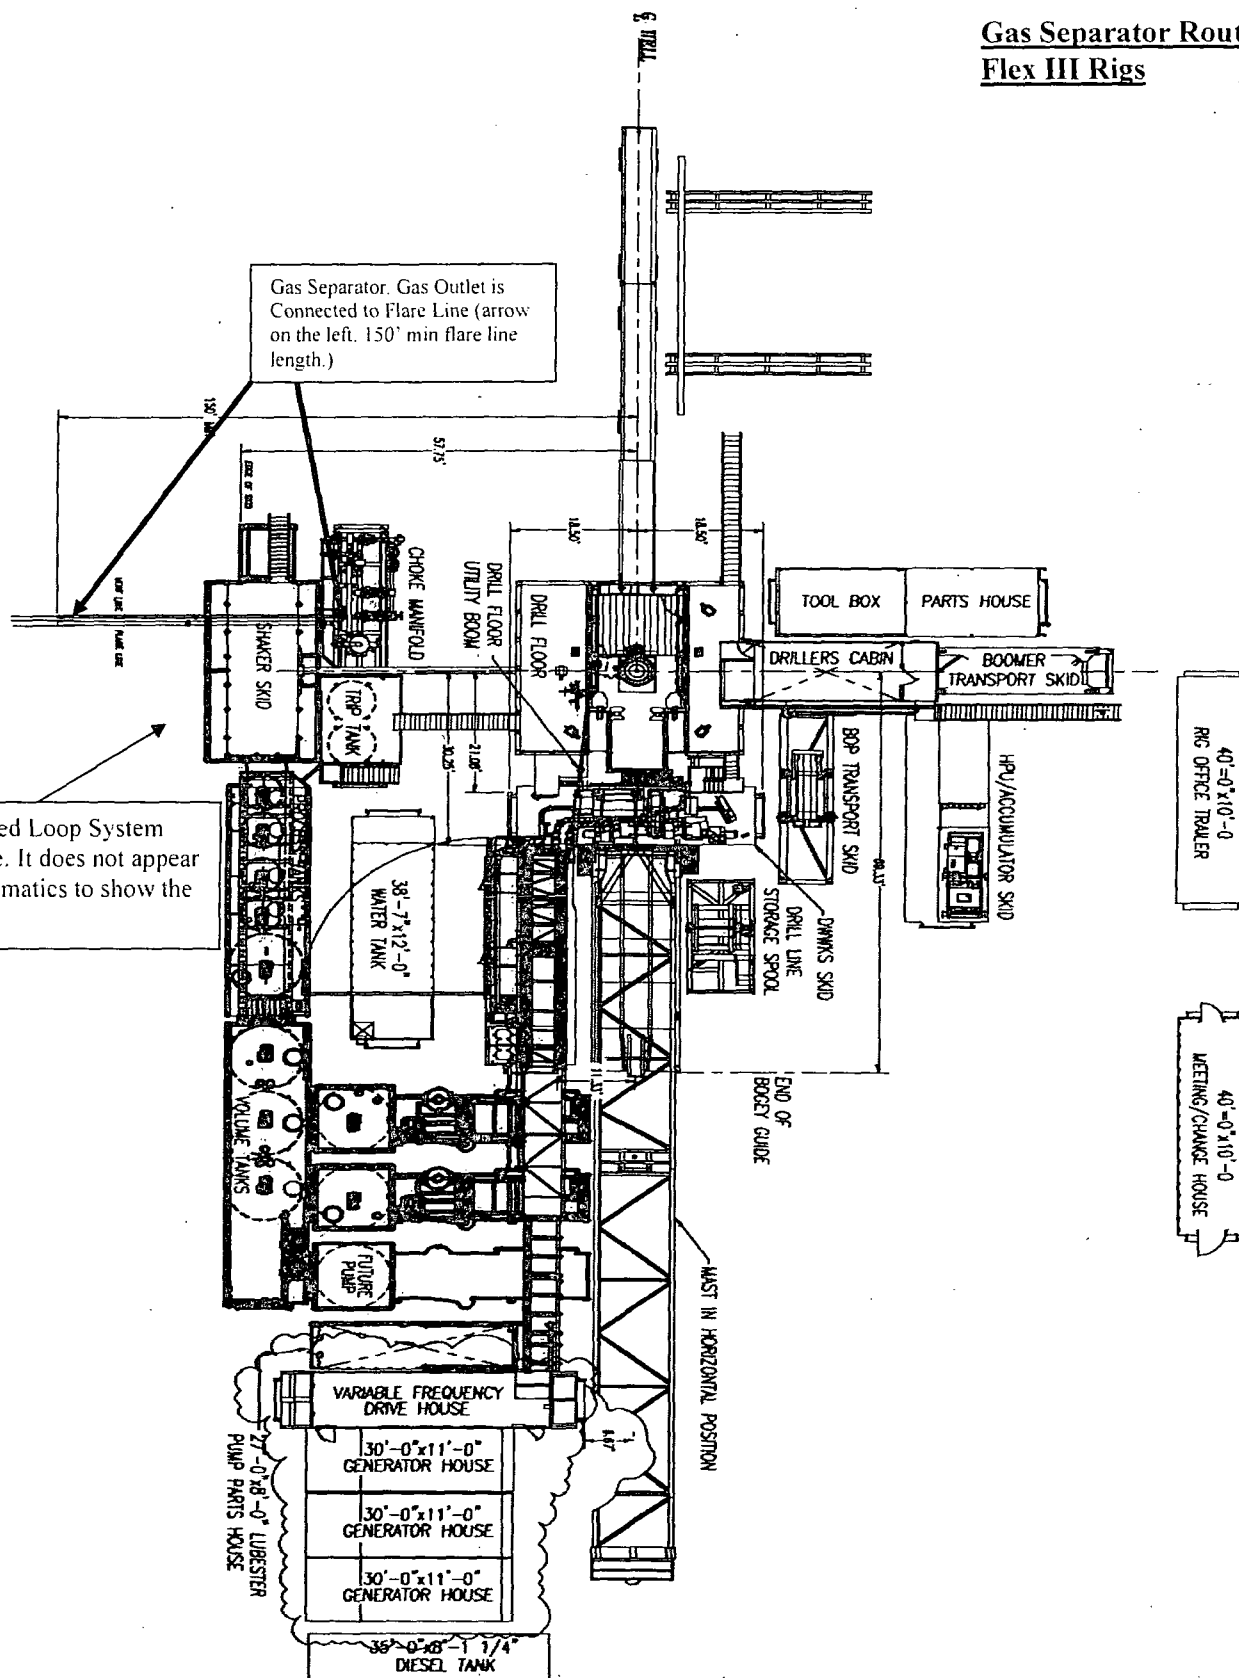 Gas Separator Rout
Flex III Rigs
℄ WELL
Gas Separator. Gas Outlet is
Connected to Flare Line (arrow
on the left. 150' min flare line
length.)
150'
57.75'
EDGE OF
18.50'
18.50'
CHOKE MANIFOLD
DRILL FLOOR
UTILITY BOOM
DRILL FLOOR
TOOL BOX
PARTS HOUSE
DRILLERS CABIN
BOOMER
TRANSPORT SKID
SHAKER SKID
TRIP TANK
30.25'
21.08'
BOP TRANSPORT SKID
HPU/ACCUMULATOR SKID
40'=0"x10'-0
RIG OFFICE TRAILER
ed Loop System
e. It does not appear
matics to show the
38'-7"x12'-0"
WATER TANK
DWKS SKID
DRILL LINE
STORAGE SPOOL
END OF
BOGEY GUIDE
40'=0"x10'-0
MEETING/CHANGE HOUSE
VOLUME TANKS
FUTURE
PUMP
MAST IN HORIZONTAL POSITION
VARIABLE FREQUENCY
DRIVE HOUSE
8.67'
27'-0"x8'-0" LUBESTER
PUMP PARTS HOUSE
30'-0"x11'-0"
GENERATOR HOUSE
30'-0"x11'-0"
GENERATOR HOUSE
30'-0"x11'-0"
GENERATOR HOUSE
35'-0"x8'-1 1/4"
DIESEL TANK